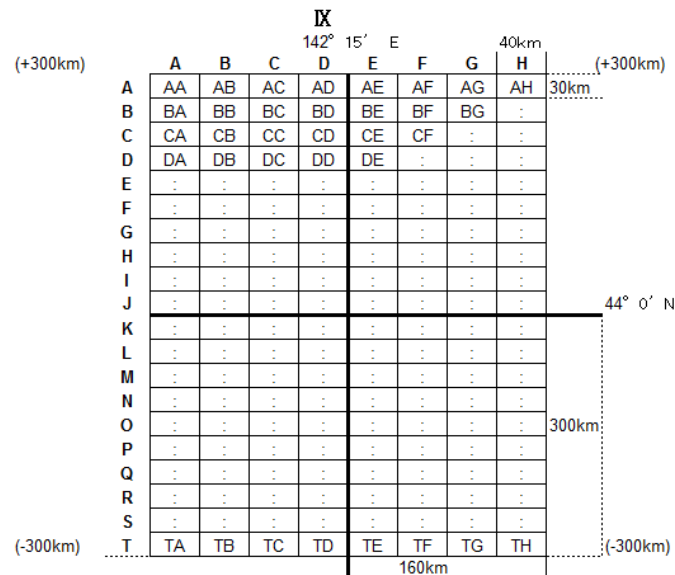 Ⅸ
142° 15′ E 40km
(+300km) A B C D E F G H (+300km)
A AA AB AC AD AE AF AG AH 30km
B BA BB BC BD BE BF BG :
C CA CB CC CD CE CF : :
D DA DB DC DD DE : : :
E : : : : : : : :
F : : : : : : : :
G : : : : : : : :
H : : : : : : : :
I : : : : : : : :
J : : : : : : : : 44° 0′ N
K : : : : : : : :
L : : : : : : : :
M : : : : : : : :
N : : : : : : : :
O : : : : : : : : 300km
P : : : : : : : :
Q : : : : : : : :
R : : : : : : : :
S : : : : : : : :
(-300km) T TA TB TC TD TE TF TG TH (-300km)
160km